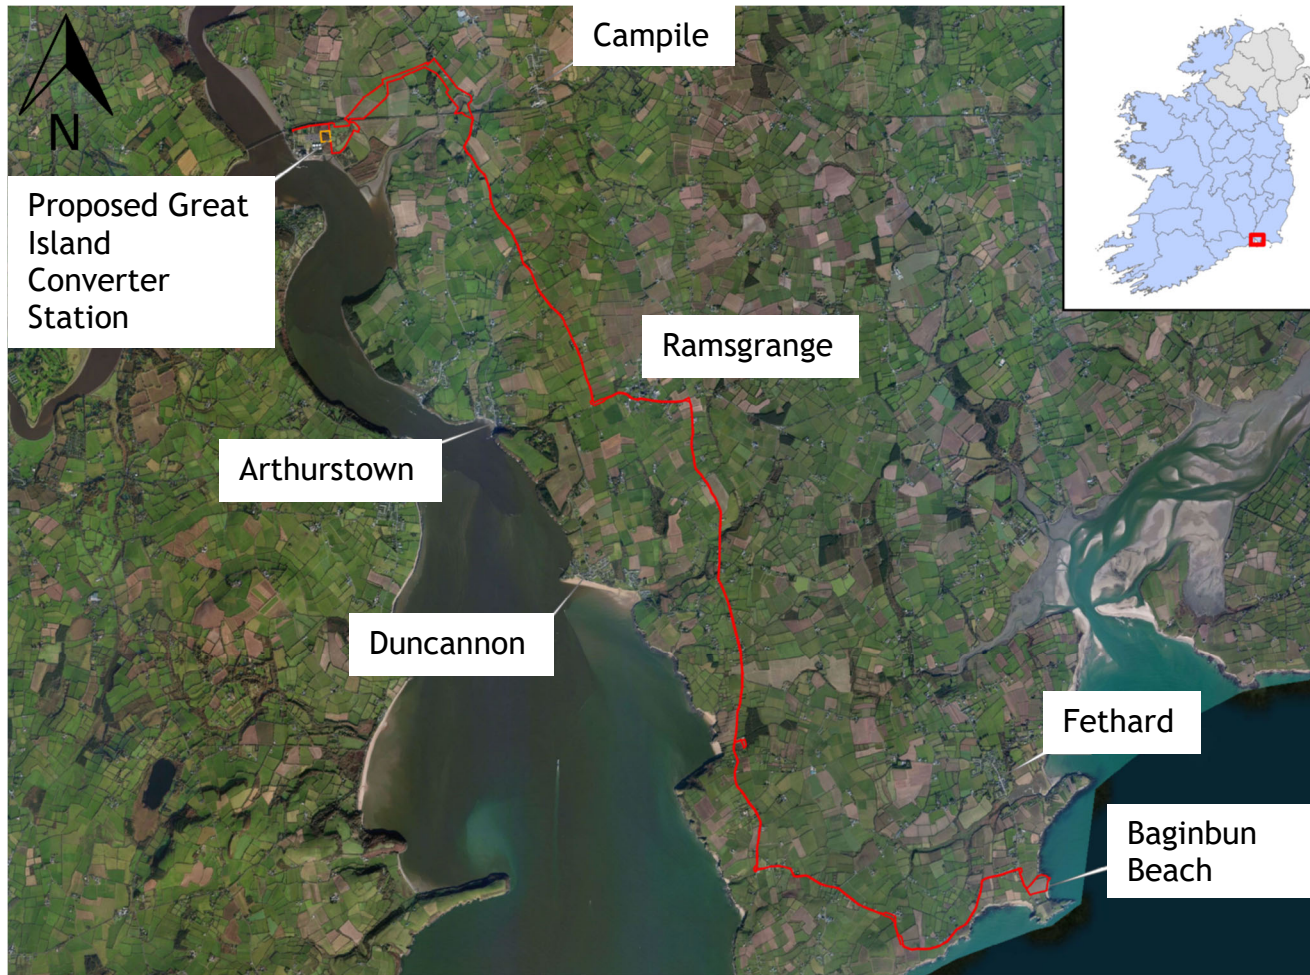 Campile
N
Proposed Great
Island
Converter
Station
Ramsgrange
Arthurstown
Duncannon
Fethard
Baginbun
Beach